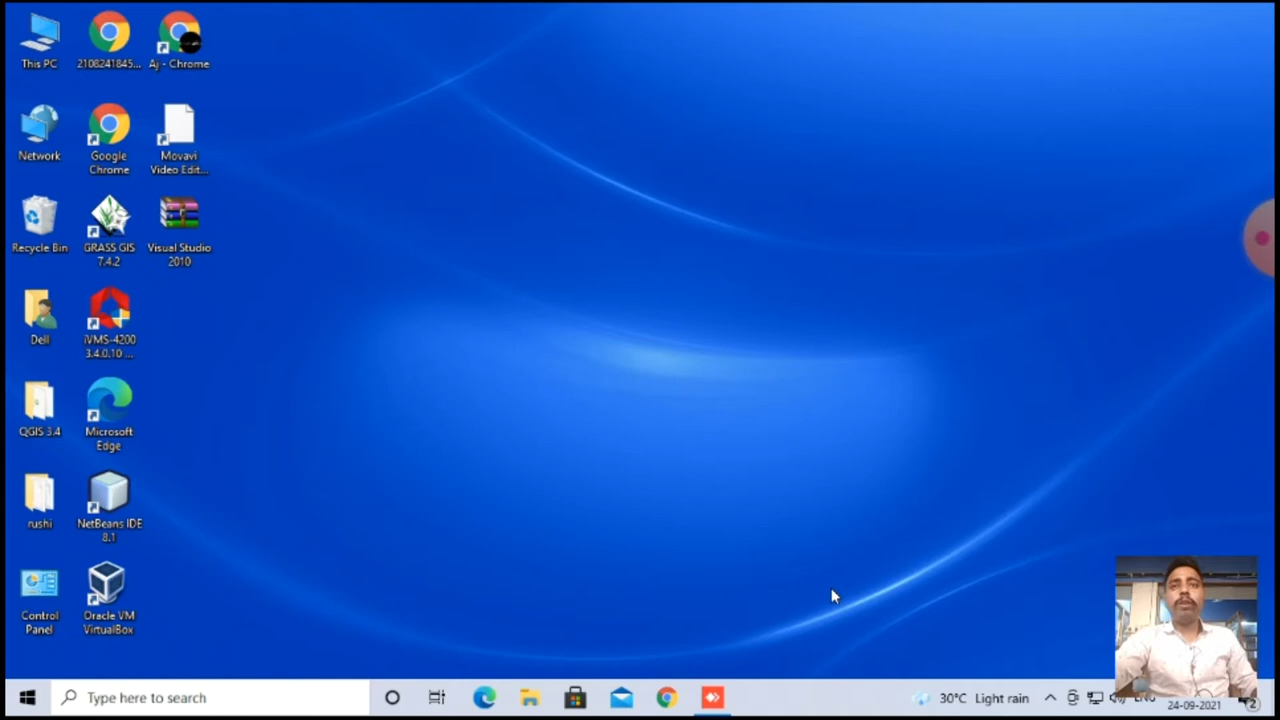 This PC
2108241845...
Aj - Chrome
Network
Google
Chrome
Movavi
Video Edit...
Recycle Bin
GRASS GIS
7.4.2
Visual Studio
2010
Dell
iVMS-4200
3.4.0.10 ...
QGIS 3.4
Microsoft
Edge
rushi
NetBeans IDE
8.1
Control
Panel
Oracle VM
VirtualBox
Type here to search
30°C Light rain
ENG
24-09-2021
2